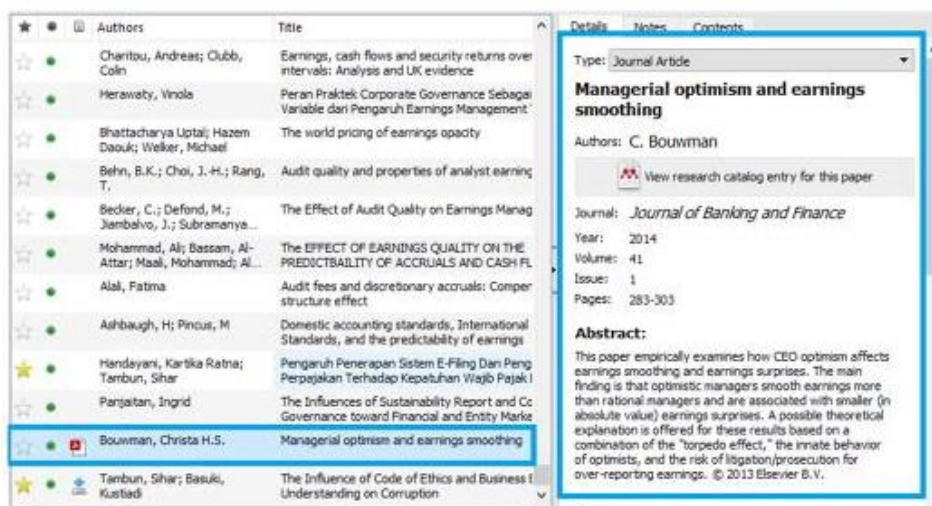 Authors Title
Charitou, Andreas; Clubb, Colin
Earnings, cash flows and security returns over intervals: Analysis and UK evidence
Herawaty, Vinola
Peran Praktek Corporate Governance Sebagai Variable dari Pengaruh Earnings Management
Bhattacharya Uptal; Hazem Daouk; Welker, Michael
The world pricing of earnings opacity
Behn, B.K.; Choi, J.-H.; Rang, T.
Audit quality and properties of analyst earning
Becker, C.; Defond, M.; Jiambalvo, J.; Subramanya...
The Effect of Audit Quality on Earnings Manag
Mohammad, Ali; Bassam, Al-Attar; Maali, Mohammad; Al...
The EFFECT OF EARNINGS QUALITY ON THE PREDICTBAILITY OF ACCRUALS AND CASH FL
Alali, Fatima
Audit fees and discretionary accruals: Compen structure effect
Ashbaugh, H; Pincus, M
Domestic accounting standards, International Standards, and the predictability of earnings
Handayani, Kartika Ratna; Tambun, Sihar
Pengaruh Penerapan Sistem E-Filing Dan Peng Perpajakan Terhadap Kepatuhan Wajib Pajak
Panjaitan, Ingrid
The Influences of Sustainability Report and Co Governance toward Financial and Entity Marke
Bouwman, Christa H.S.
Managerial optimism and earnings smoothing
Tambun, Sihar; Basuki, Kustiadi
The Influence of Code of Ethics and Business Understanding on Corruption
Details Notes Contents
Type: Journal Article
Managerial optimism and earnings
smoothing
Authors: C. Bouwman
View research catalog entry for this paper
Journal: Journal of Banking and Finance
Year: 2014
Volume: 41
Issue: 1
Pages: 283-303
Abstract:
This paper empirically examines how CEO optimism affects
earnings smoothing and earnings surprises. The main
finding is that optimistic managers smooth earnings more
than rational managers and are associated with smaller (in
absolute value) earnings surprises. A possible theoretical
explanation is offered for these results based on a
combination of the "torpedo effect," the innate behavior
of optimists, and the risk of litigation/prosecution for
over-reporting earnings. © 2013 Elsevier B.V.